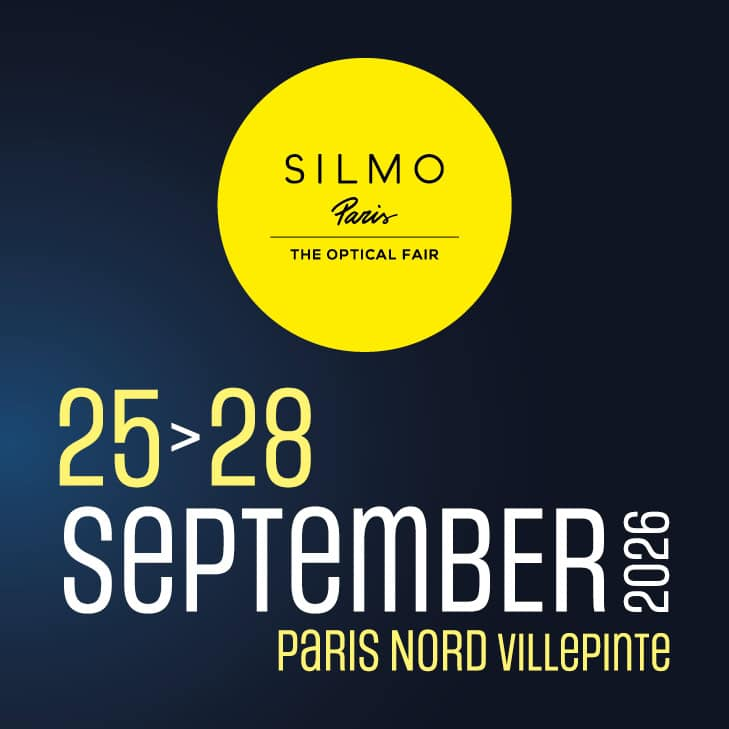 SILMO
Paris
THE OPTICAL FAIR
25>28
SePTemBER 2026
PaRIS NORD VILLePINTe